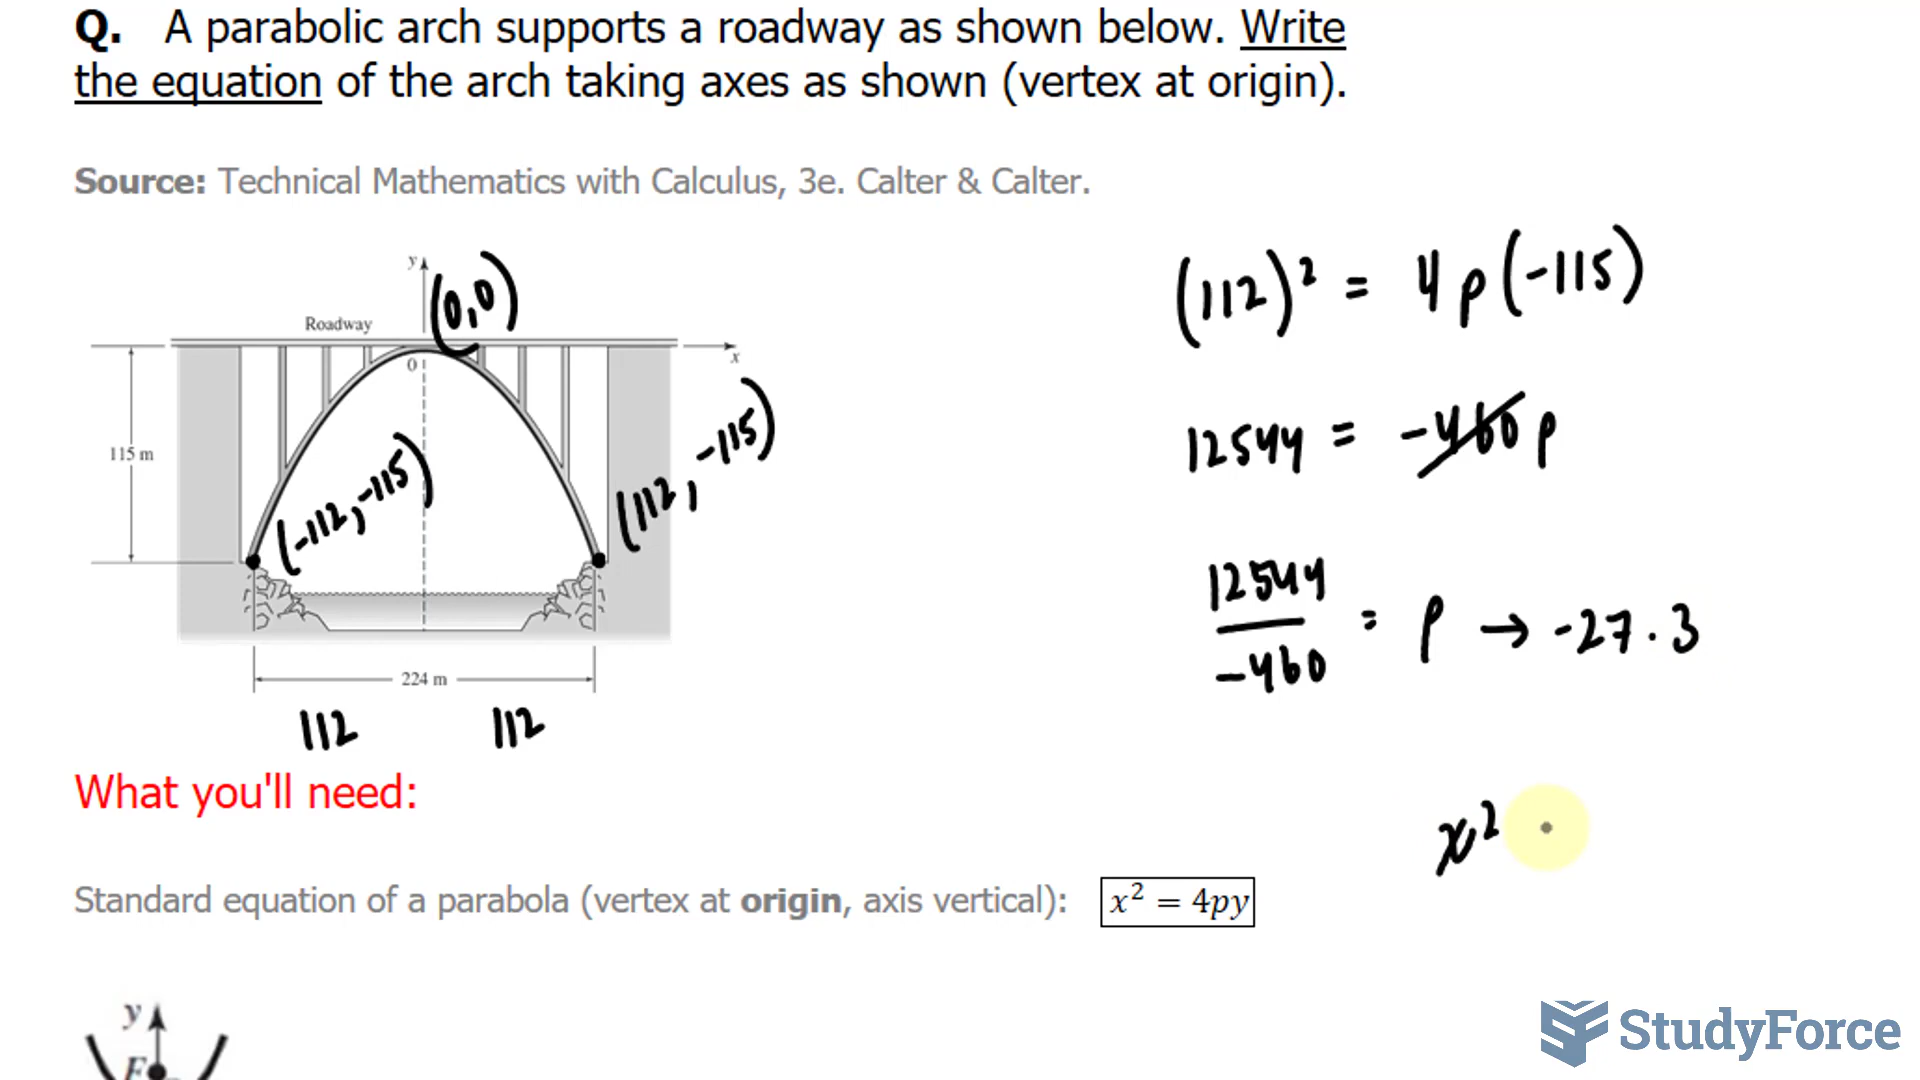 Q. A parabolic arch supports a roadway as shown below. Write
the equation of the arch taking axes as shown (vertex at origin).
Source: Technical Mathematics with Calculus, 3e. Calter & Calter.
y
(0,0)
Roadway
x
0
115 m
(-112,-115)
(112, -115)
224 m
112 112
(112)² = 4p(-115)
12544 = -460p
12544
-460
= p → -27.3
x²
What you'll need:
Standard equation of a parabola (vertex at origin, axis vertical): x² = 4py
y
F
StudyForce